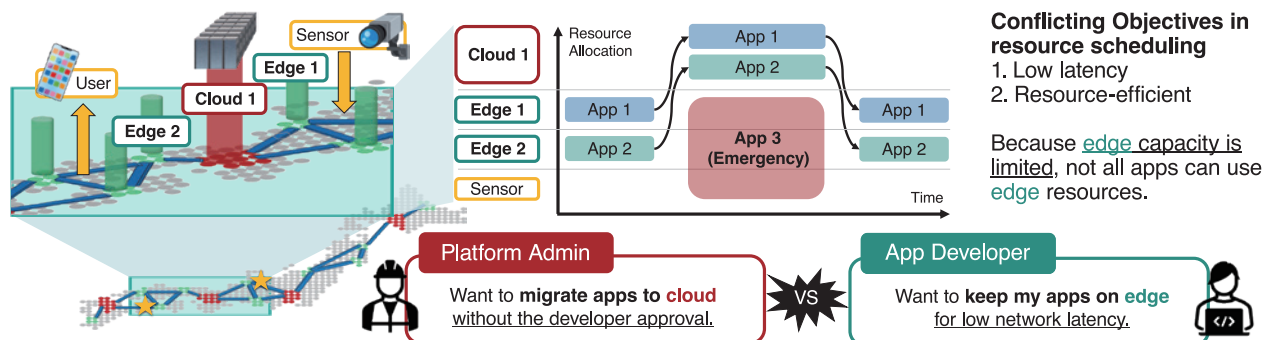 Sensor
User
Edge 1
Cloud 1
Edge 2
Resource
Allocation
Cloud 1
Edge 1
Edge 2
Sensor
App 1
App 2
App 1
App 2
App 3
(Emergency)
App 1
App 2
Time
Conflicting Objectives in
resource scheduling
1. Low latency
2. Resource-efficient
Because edge capacity is
limited, not all apps can use
edge resources.
Platform Admin
Want to migrate apps to cloud
without the developer approval.
VS
App Developer
Want to keep my apps on edge
for low network latency.
</>